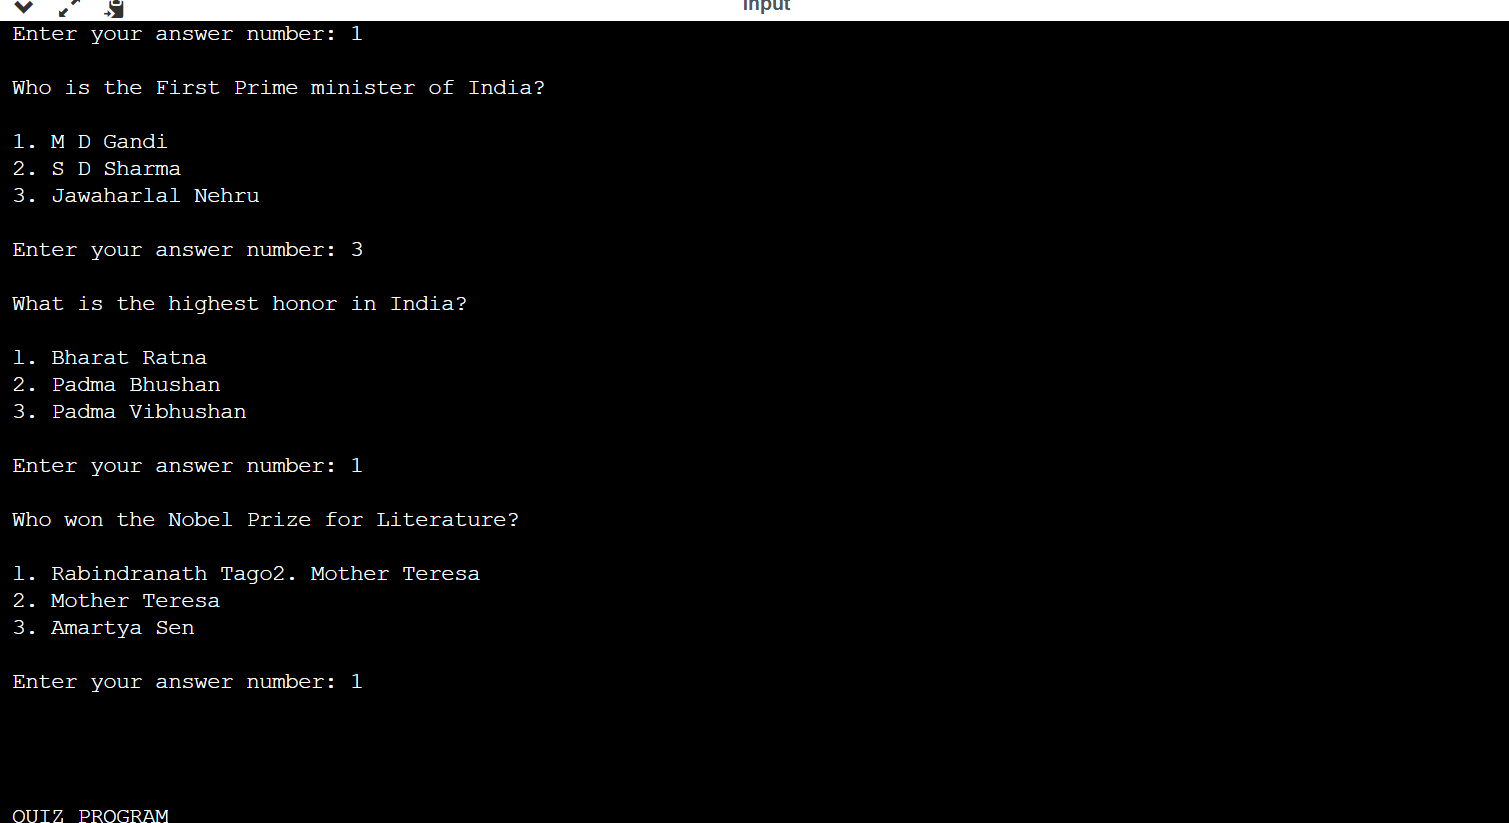 Input
Enter your answer number: 1
Who is the First Prime minister of India?
1. M D Gandi
2. S D Sharma
3. Jawaharlal Nehru
Enter your answer number: 3
What is the highest honor in India?
1. Bharat Ratna
2. Padma Bhushan
3. Padma Vibhushan
Enter your answer number: 1
Who won the Nobel Prize for Literature?
1. Rabindranath Tago2. Mother Teresa
2. Mother Teresa
3. Amartya Sen
Enter your answer number: 1
QUIZ PROGRAM